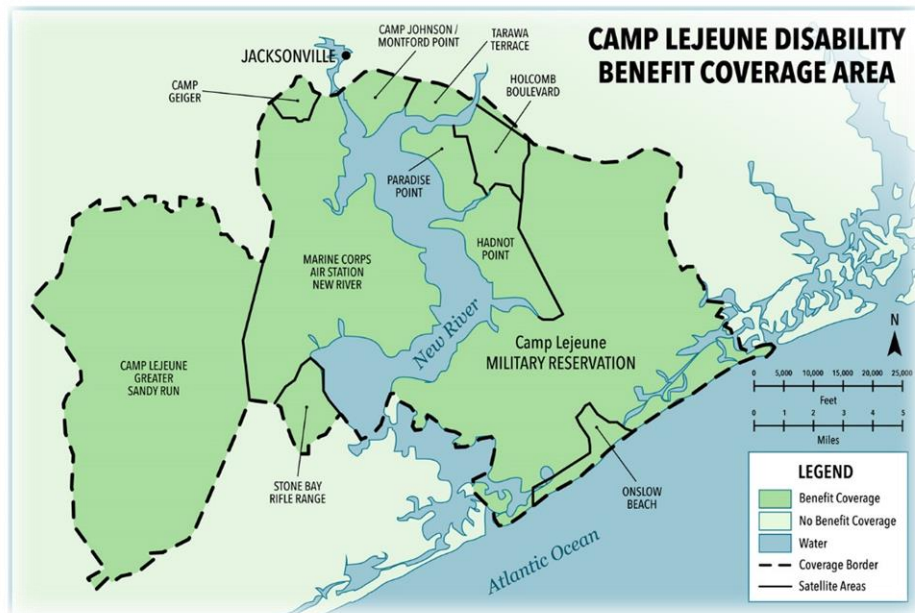 CAMP LEJEUNE DISABILITY
BENEFIT COVERAGE AREA
CAMP JOHNSON /
MONTFORD POINT
TARAWA
TERRACE
JACKSONVILLE
HOLCOMB
BOULEVARD
CAMP
GEIGER
PARADISE
POINT
HADNOT
POINT
MARINE CORPS
AIR STATION
NEW RIVER
New River
Camp Lejeune
MILITARY RESERVATION
CAMP LEJEUNE
GREATER
SANDY RUN
STONE BAY
RIFLE RANGE
ONSLOW
BEACH
Atlantic Ocean
N
0 5,000 10,000 15,000 20,000 25,000
Feet
0 1 2 3 4 5
Miles
LEGEND
Benefit Coverage
No Benefit Coverage
Water
Coverage Border
Satellite Areas